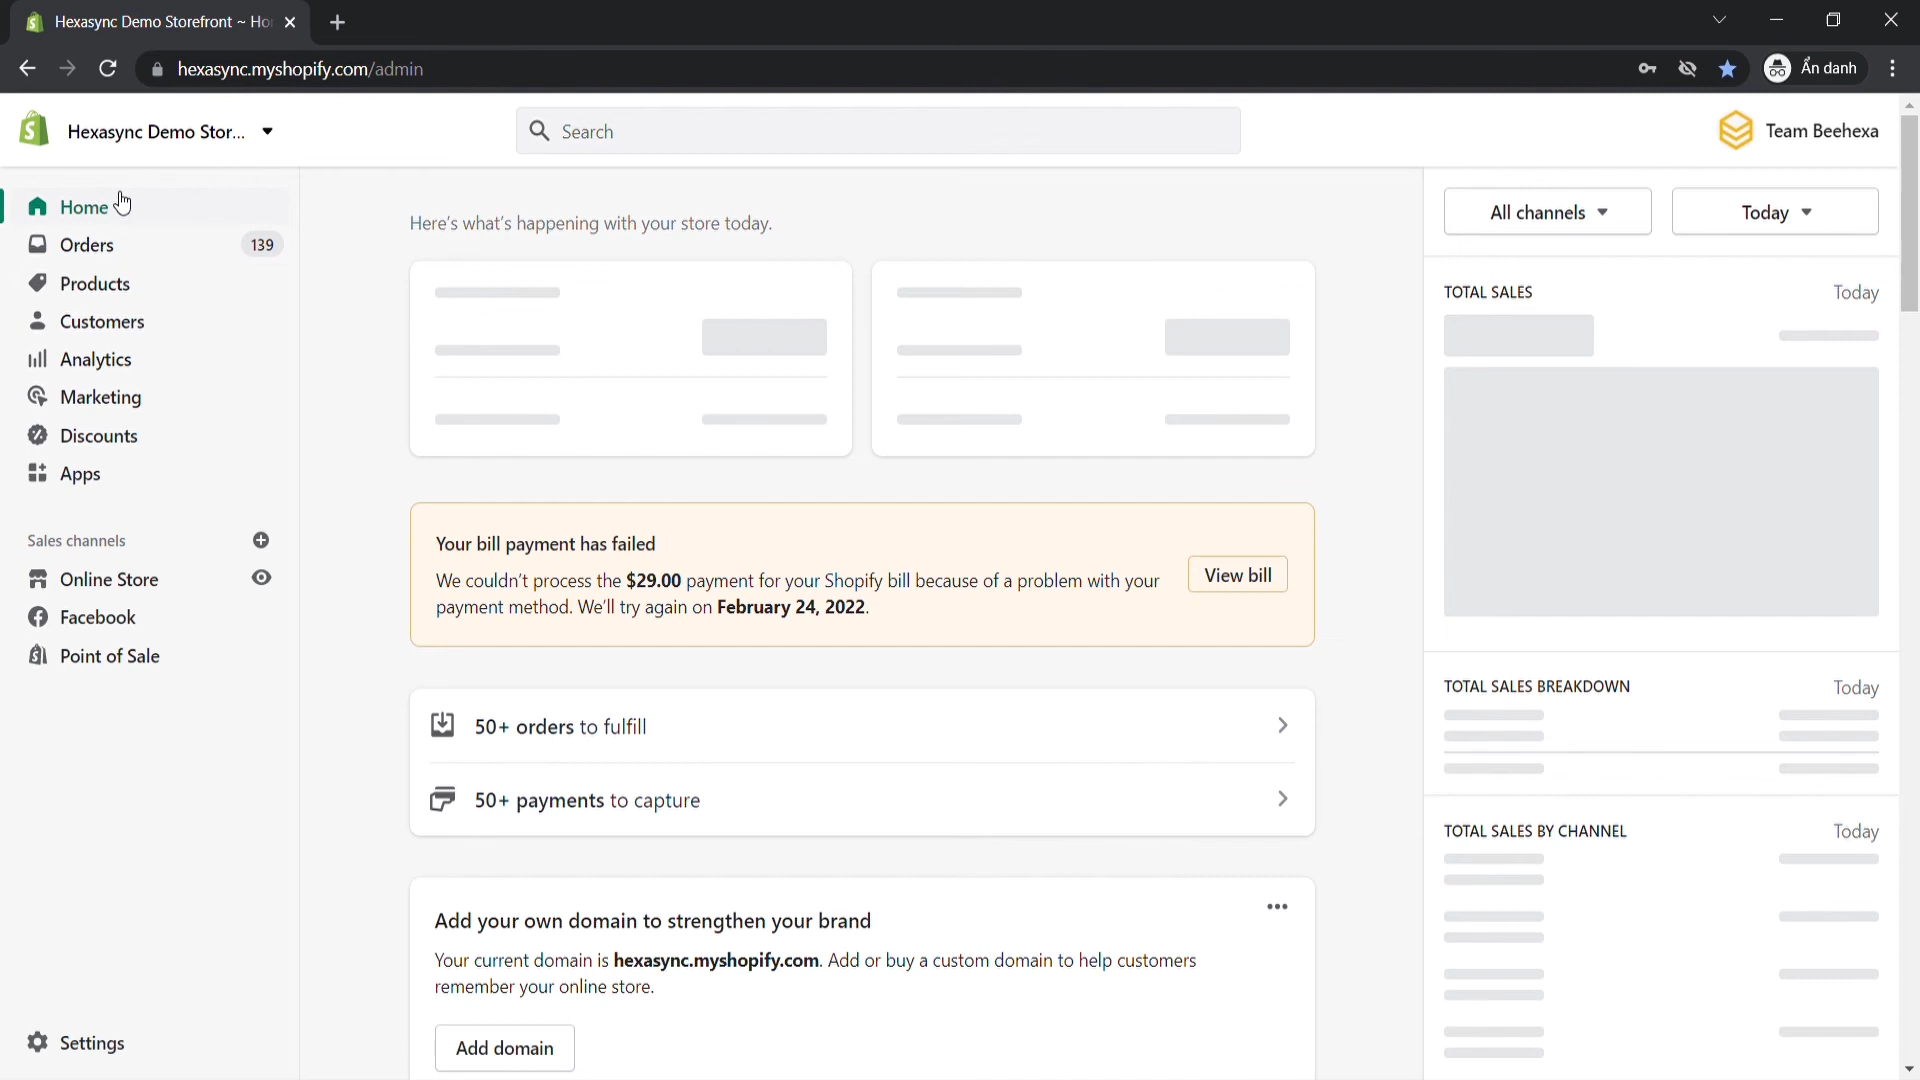 Hexasync Demo Storefront ~ Ho
hexasync.myshopify.com/admin
Ẩn danh
Hexasync Demo Stor...
Search
Team Beehexa
Home
Orders
139
Products
Customers
Analytics
Marketing
Discounts
Apps
Sales channels
Online Store
Facebook
Point of Sale
Settings
Here's what's happening with your store today.
Your bill payment has failed
We couldn't process the $29.00 payment for your Shopify bill because of a problem with your
payment method. We'll try again on February 24, 2022.
View bill
50+ orders to fulfill
50+ payments to capture
Add your own domain to strengthen your brand
Your current domain is hexasync.myshopify.com. Add or buy a custom domain to help customers
remember your online store.
Add domain
All channels
Today
TOTAL SALES
Today
TOTAL SALES BREAKDOWN
Today
TOTAL SALES BY CHANNEL
Today